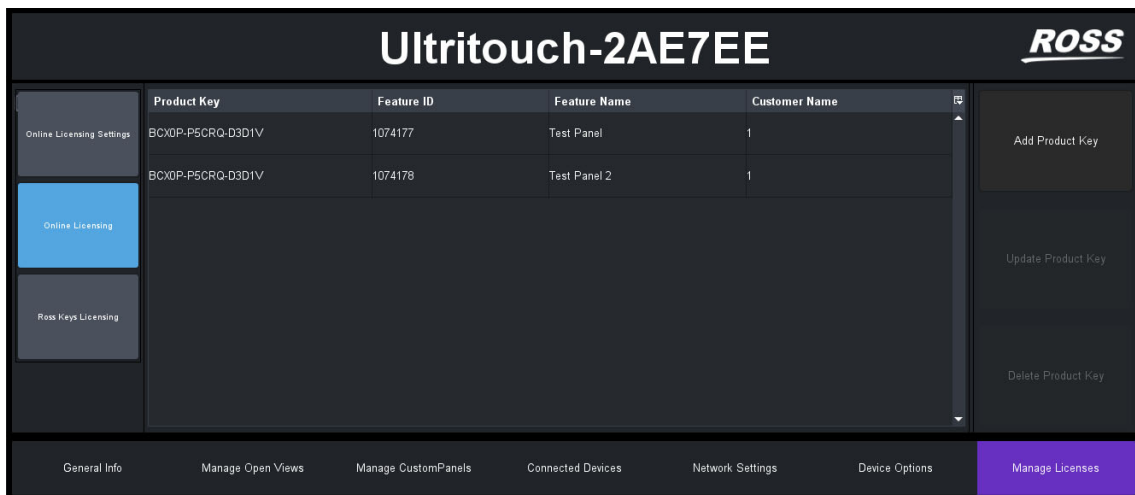 Ultritouch-2AE7EE
ROSS
Online Licensing Settings
Online Licensing
Ross Keys Licensing
Product Key Feature ID Feature Name Customer Name
BCX0P-P5CRQ-D3D1V 1074177 Test Panel 1
BCX0P-P5CRQ-D3D1V 1074178 Test Panel 2 1
Add Product Key
Update Product Key
Delete Product Key
General Info Manage Open Views Manage CustomPanels Connected Devices Network Settings Device Options Manage Licenses